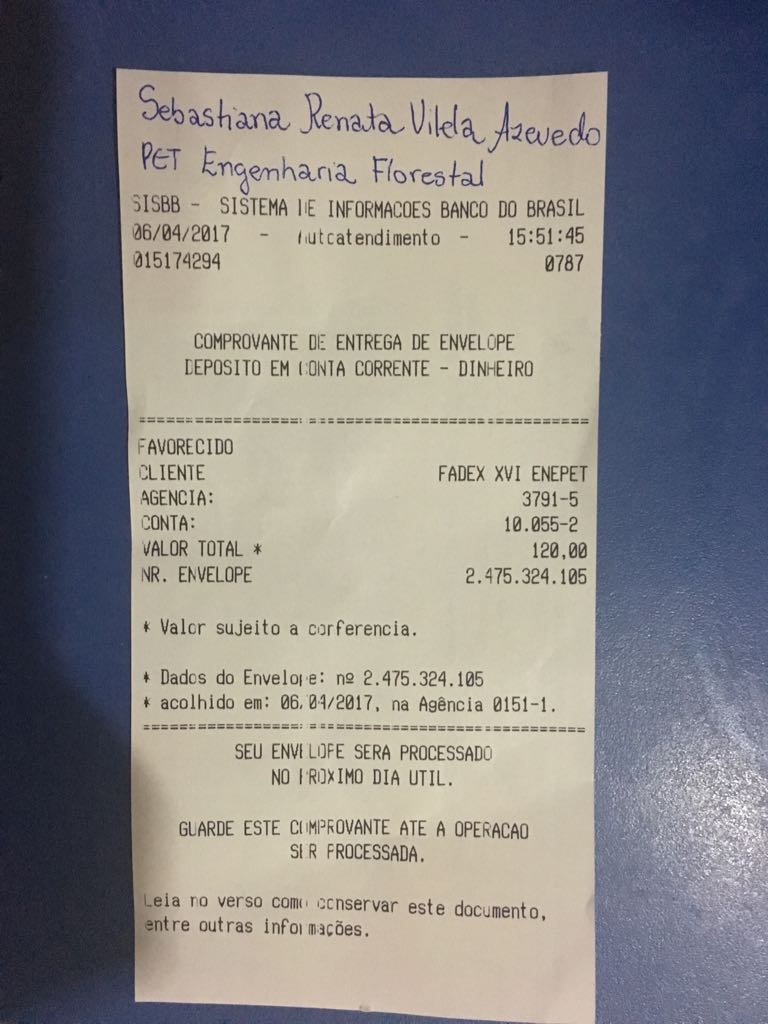 Sebastiana Renata Vilela Azevedo
PET Engenharia Florestal
SISBB - SISTEMA DE INFORMACOES BANCO DO BRASIL
06/04/2017 - Autoatendimento - 15:51:45
015174294 0787
COMPROVANTE DE ENTREGA DE ENVELOPE
DEPOSITO EM CONTA CORRENTE - DINHEIRO
==================================================
FAVORECIDO
CLIENTE FADEX XVI ENEPET
AGENCIA: 3791-5
CONTA: 10.055-2
VALOR TOTAL * 120,00
NR. ENVELOPE 2.475.324.105
* Valor sujeito a conferencia.
* Dados do Envelope: nº 2.475.324.105
* acolhido em: 06/04/2017, na Agência 0151-1.
==================================================
SEU ENVELOPE SERA PROCESSADO
NO PROXIMO DIA UTIL.
GUARDE ESTE COMPROVANTE ATE A OPERACAO
SER PROCESSADA.
Leia no verso como conservar este documento,
entre outras informações.